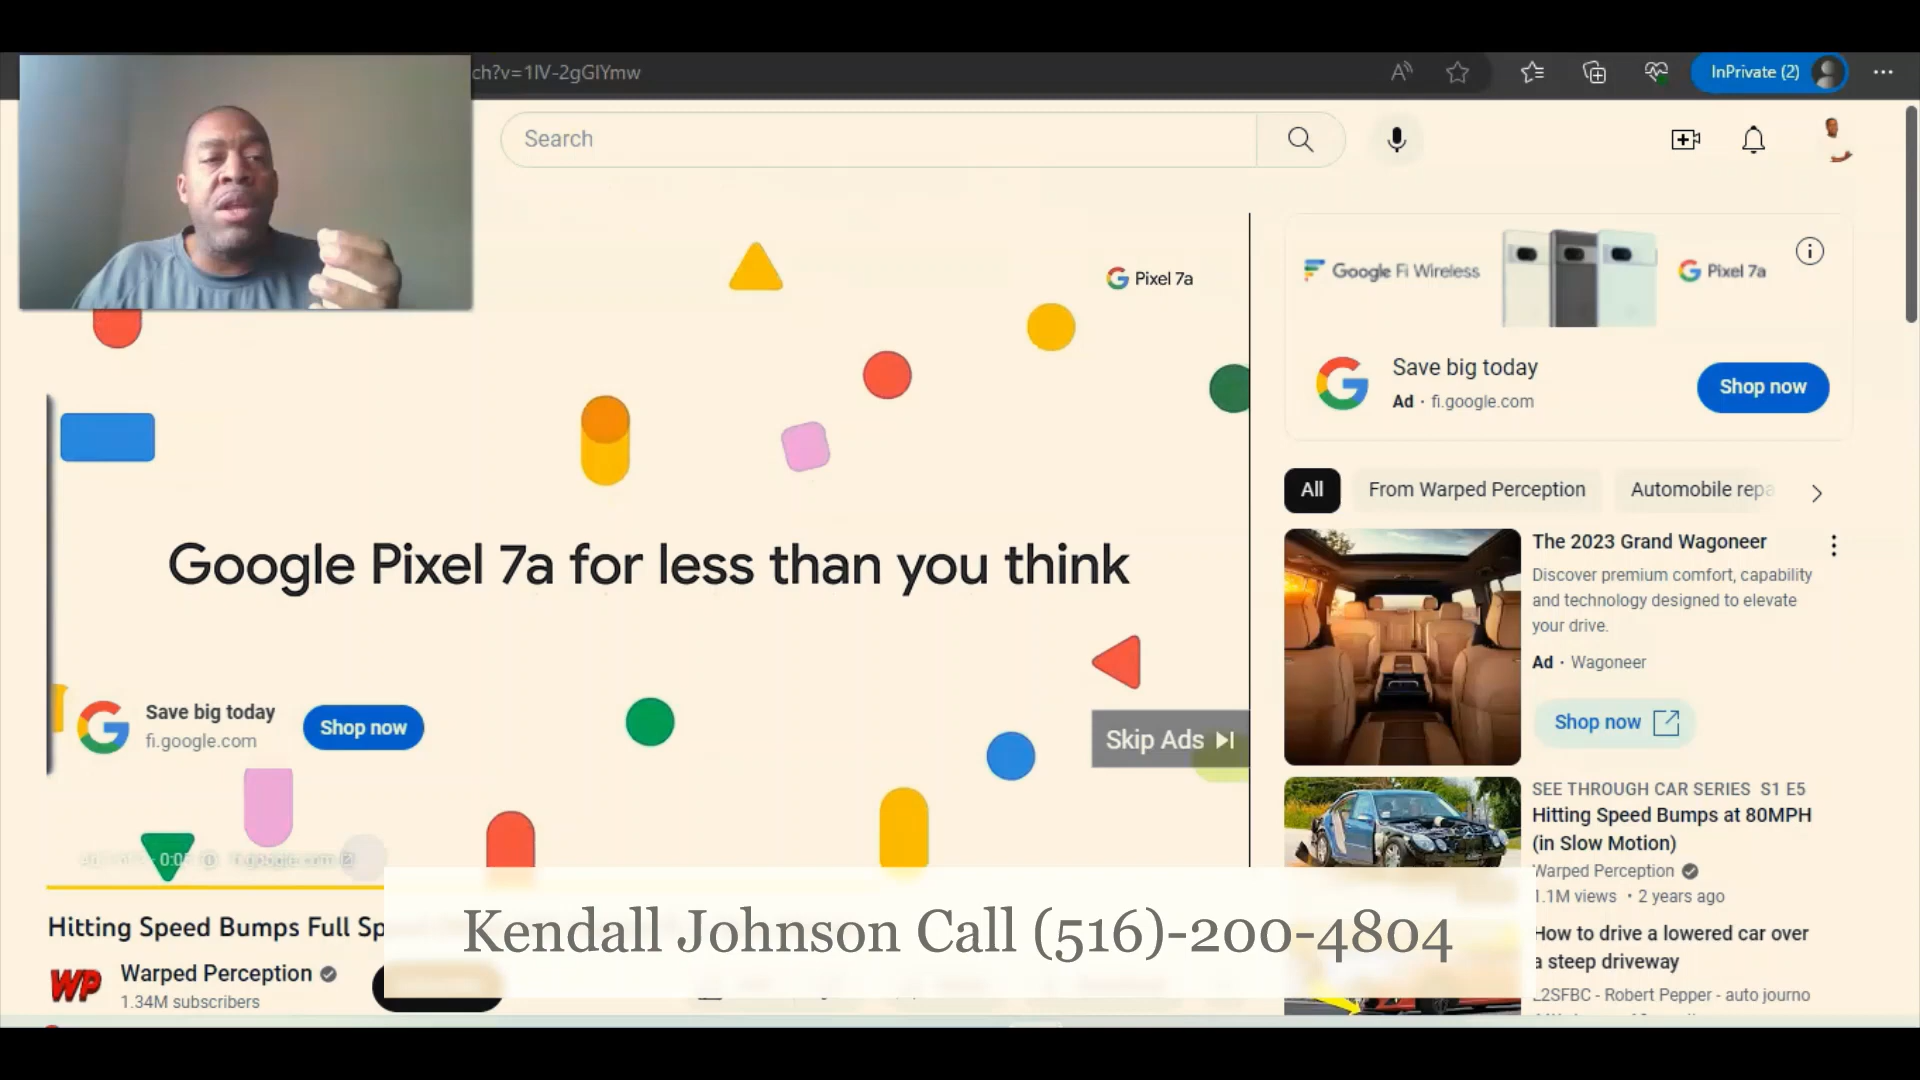 ch?v=1IV-2gGIYmw
InPrivate (2)
Search
Pixel 7a
Google Fi Wireless
Pixel 7a
Save big today
Ad · fi.google.com
Shop now
Google Pixel 7a for less than you think
Save big today
fi.google.com
Shop now
Skip Ads
All
From Warped Perception
Automobile repa
The 2023 Grand Wagoneer
Discover premium comfort, capability
and technology designed to elevate
your drive.
Ad · Wagoneer
Shop now
SEE THROUGH CAR SERIES S1 E5
Hitting Speed Bumps at 80MPH
(in Slow Motion)
Warped Perception
1.1M views · 2 years ago
How to drive a lowered car over
a steep driveway
L2SFBC - Robert Pepper - auto journo
Hitting Speed Bumps Full Sp
WP
Warped Perception
1.34M subscribers
Kendall Johnson Call (516)-200-4804